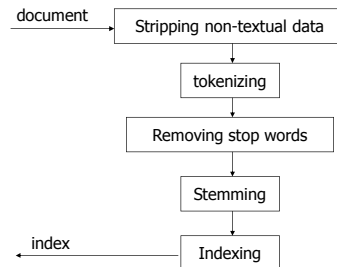 document
Stripping non-textual data
tokenizing
Removing stop words
Stemming
index
Indexing